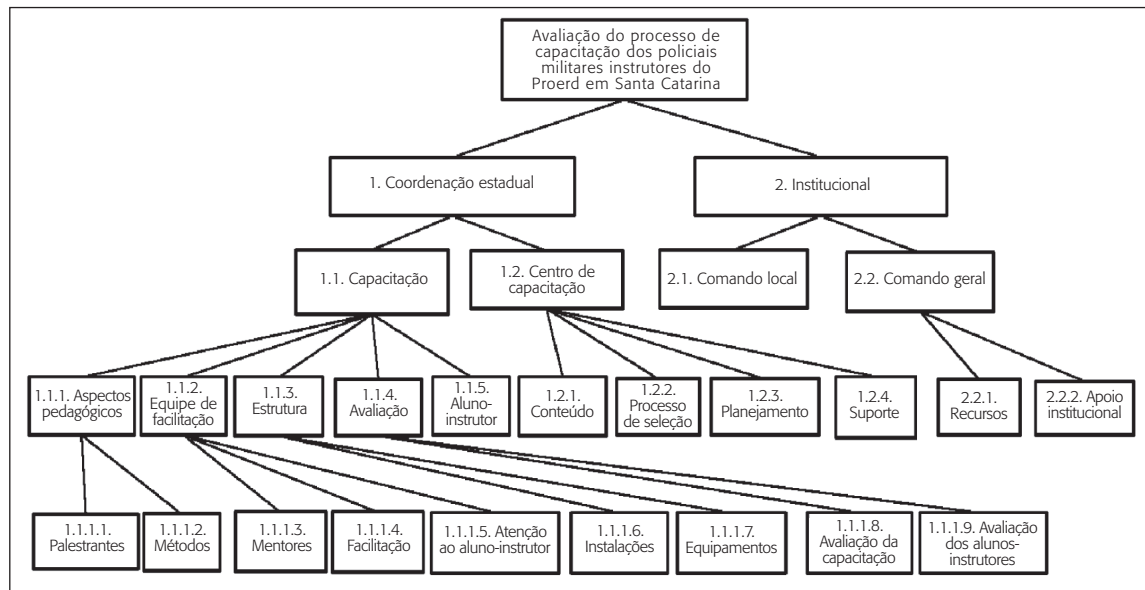 Avaliação do processo de
capacitação dos policiais
militares instrutores do
Proerd em Santa Catarina
1. Coordenação estadual
2. Institucional
1.1. Capacitação
1.2. Centro de
capacitação
2.1. Comando local
2.2. Comando geral
1.1.1. Aspectos
pedagógicos
1.1.2.
Equipe de
facilitação
1.1.3.
Estrutura
1.1.4.
Avaliação
1.1.5.
Aluno-
instrutor
1.2.1.
Conteúdo
1.2.2.
Processo
de seleção
1.2.3.
Planejamento
1.2.4.
Suporte
2.2.1.
Recursos
2.2.2. Apoio
institucional
1.1.1.1.
Palestrantes
1.1.1.2.
Métodos
1.1.1.3.
Mentores
1.1.1.4.
Facilitação
1.1.1.5. Atenção
ao aluno-instrutor
1.1.1.6.
Instalações
1.1.1.7.
Equipamentos
1.1.1.8.
Avaliação da
capacitação
1.1.1.9. Avaliação
dos alunos-
instrutores